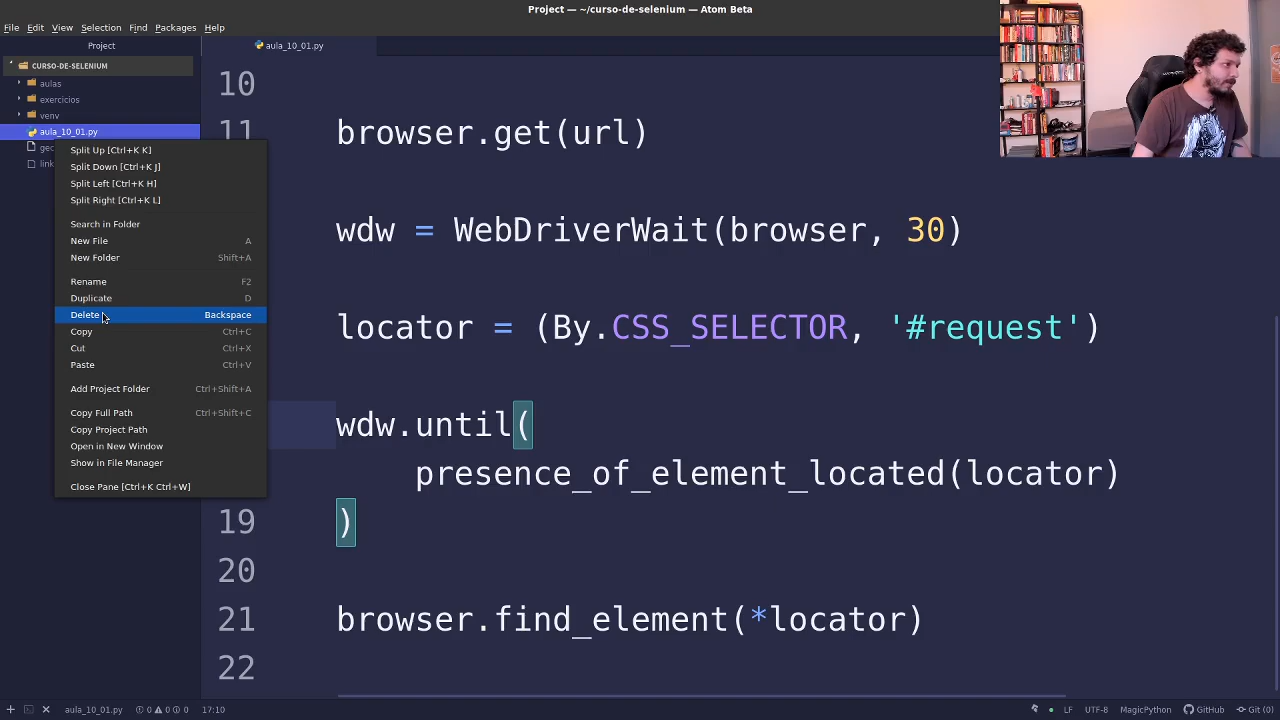 Project — ~/curso-de-selenium — Atom Beta
File Edit View Selection Find Packages Help
Project
aula_10_01.py
CURSO-DE-SELENIUM
aulas
exercicios
venv
aula_10_01.py
link
Split Up [Ctrl+K K]
Split Down [Ctrl+K J]
Split Left [Ctrl+K H]
Split Right [Ctrl+K L]
Search in Folder
New File A
New Folder Shift+A
Rename F2
Duplicate D
Delete Backspace
Copy Ctrl+C
Cut Ctrl+X
Paste Ctrl+V
Add Project Folder Ctrl+Shift+A
Copy Full Path Ctrl+Shift+C
Copy Project Path
Open in New Window
Show in File Manager
Close Pane [Ctrl+K Ctrl+W]
10
11 browser.get(url)
wdw = WebDriverWait(browser, 30)
locator = (By.CSS_SELECTOR, '#request')
wdw.until(
presence_of_element_located(locator)
19 )
20
21 browser.find_element(*locator)
22
aula_10_01.py 0 0 0 17:10 LF UTF-8 MagicPython GitHub Git (0)